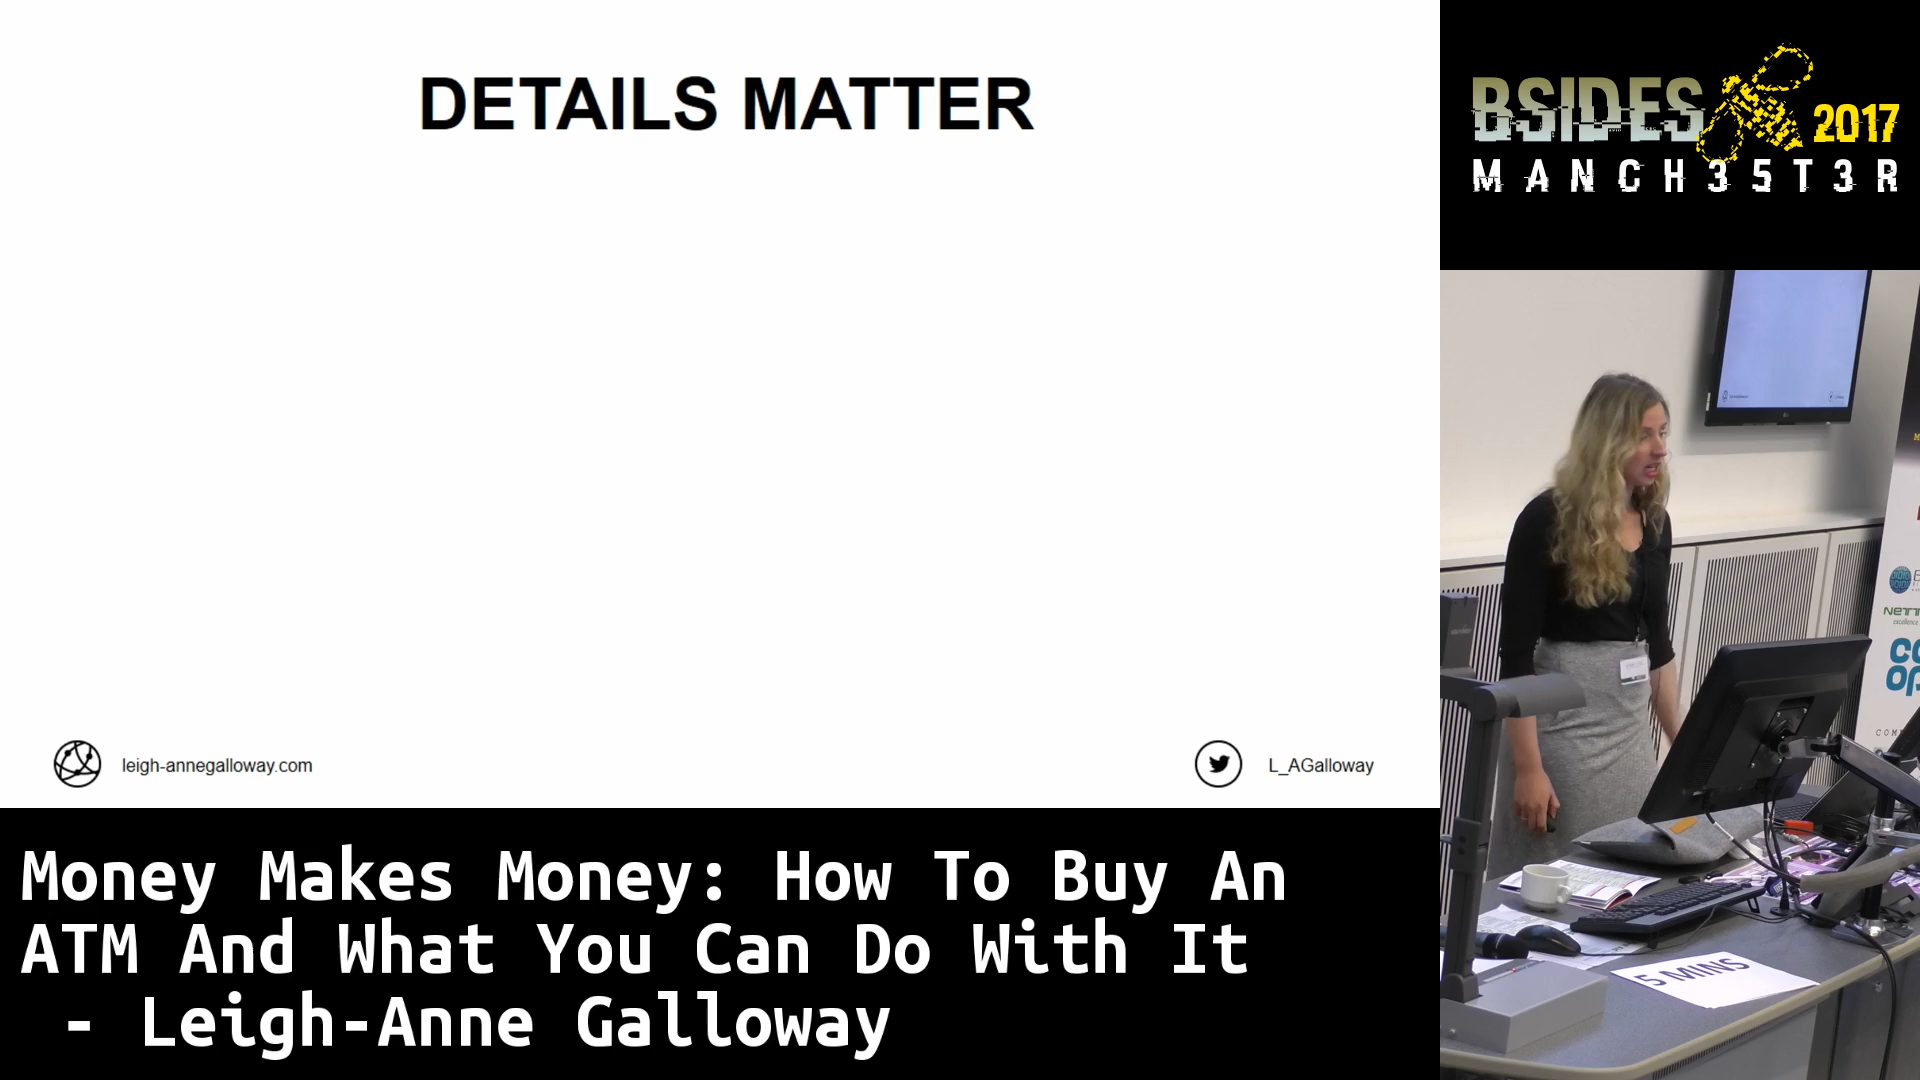 DETAILS MATTER
leigh-annegalloway.com
L_AGalloway
BSIDES
2017
MANCH35T3R
5 MINS
Money Makes Money: How To Buy An
ATM And What You Can Do With It
- Leigh-Anne Galloway